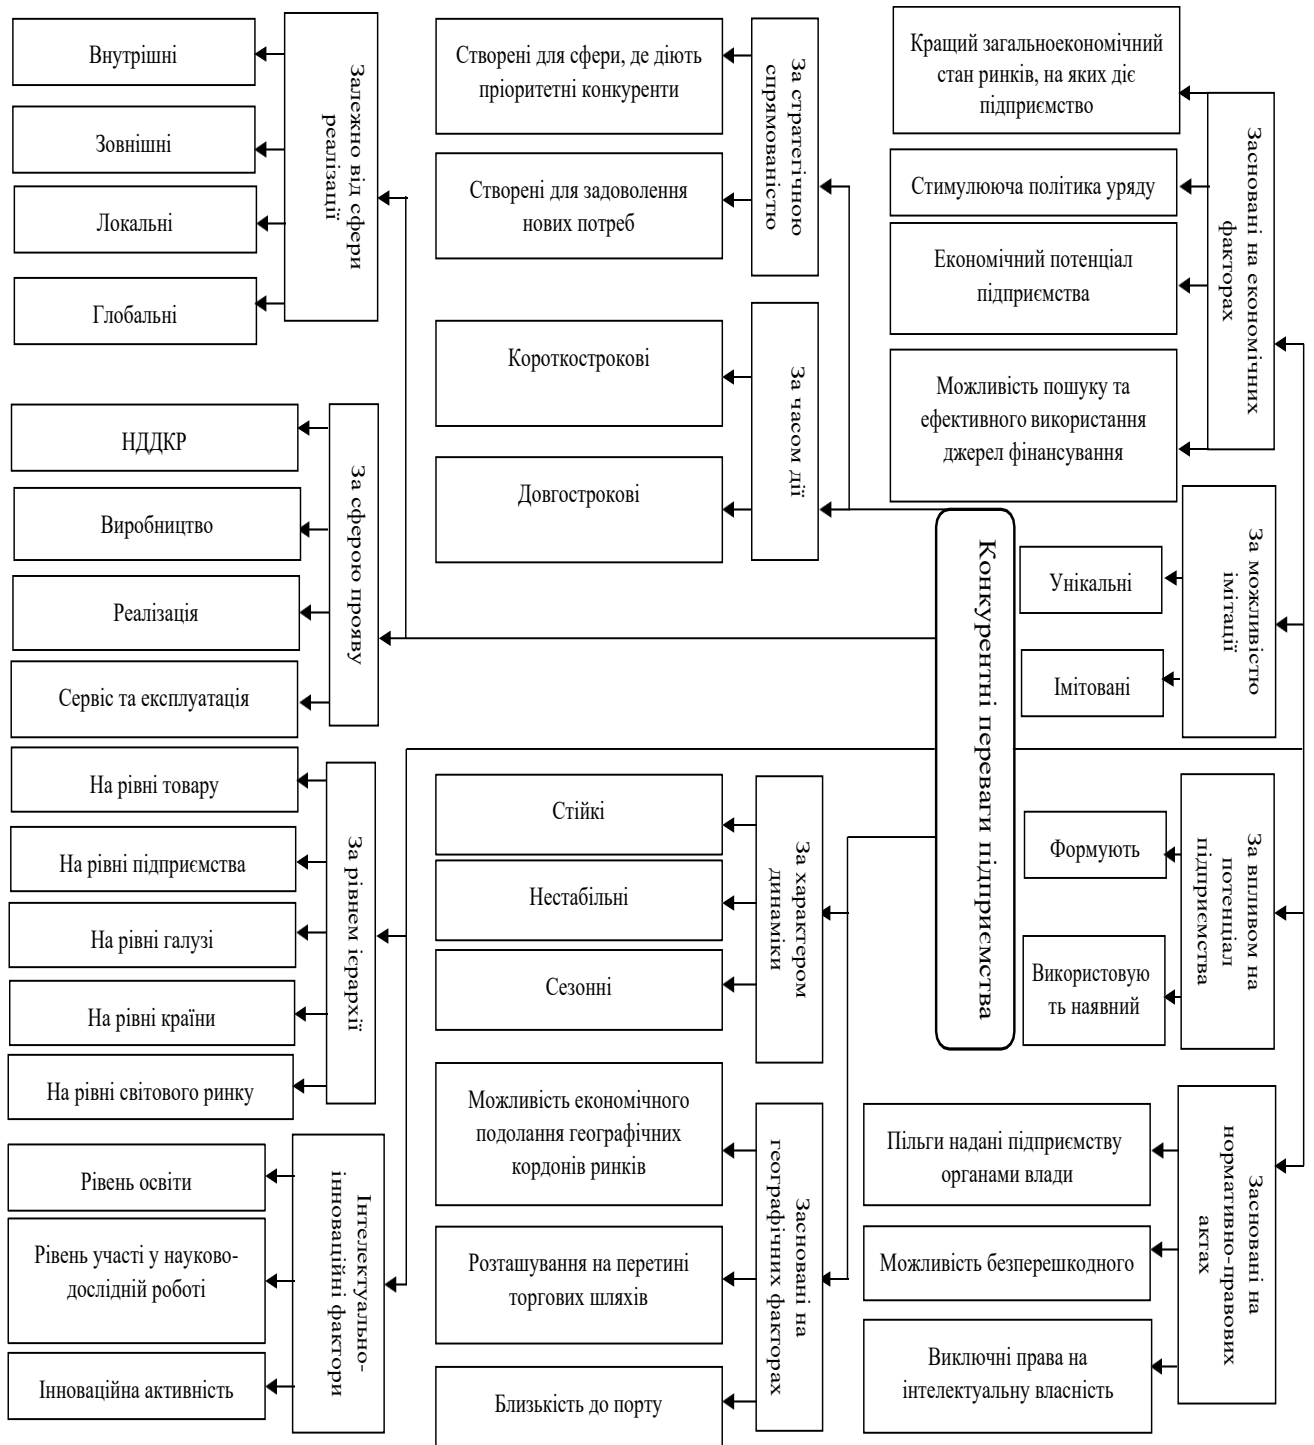 Залежно від сфери
реалізації
Внутрішні
Зовнішні
Локальні
Глобальні
За сферою прояву
НДДКР
Виробництво
Реалізація
Сервіс та експлуатація
За рівнем ієрархії
На рівні товару
На рівні підприємства
На рівні галузі
На рівні країни
На рівні світового ринку
Інтелектуально-
інноваційні фактори
Рівень освіти
Рівень участі у науково-
дослідній роботі
Інноваційна активність
За стратегічною
спрямованістю
Створені для сфери, де діють
пріоритетні конкуренти
Створені для задоволення
нових потреб
За часом дії
Короткострокові
Довгострокові
За характером
динаміки
Стійкі
Нестабільні
Сезонні
Засновані на
географічних факторах
Можливість економічного
подолання географічних
кордонів ринків
Розташування на перетині
торгових шляхів
Близькість до порту
Конкурентні переваги підприємства
Засновані на економічних
факторах
Кращий загальноекономічний
стан ринків, на яких діє
підприємство
Стимулююча політика уряду
Економічний потенціал
підприємства
Можливість пошуку та
ефективного використання
джерел фінансування
За можливістю
імітації
Унікальні
Імітовані
За впливом на
потенціал
підприємства
Формують
Використовую
ть наявний
Засновані на
нормативно-правових
актах
Пільги надані підприємству
органами влади
Можливість безперешкодного
Виключні права на
інтелектуальну власність